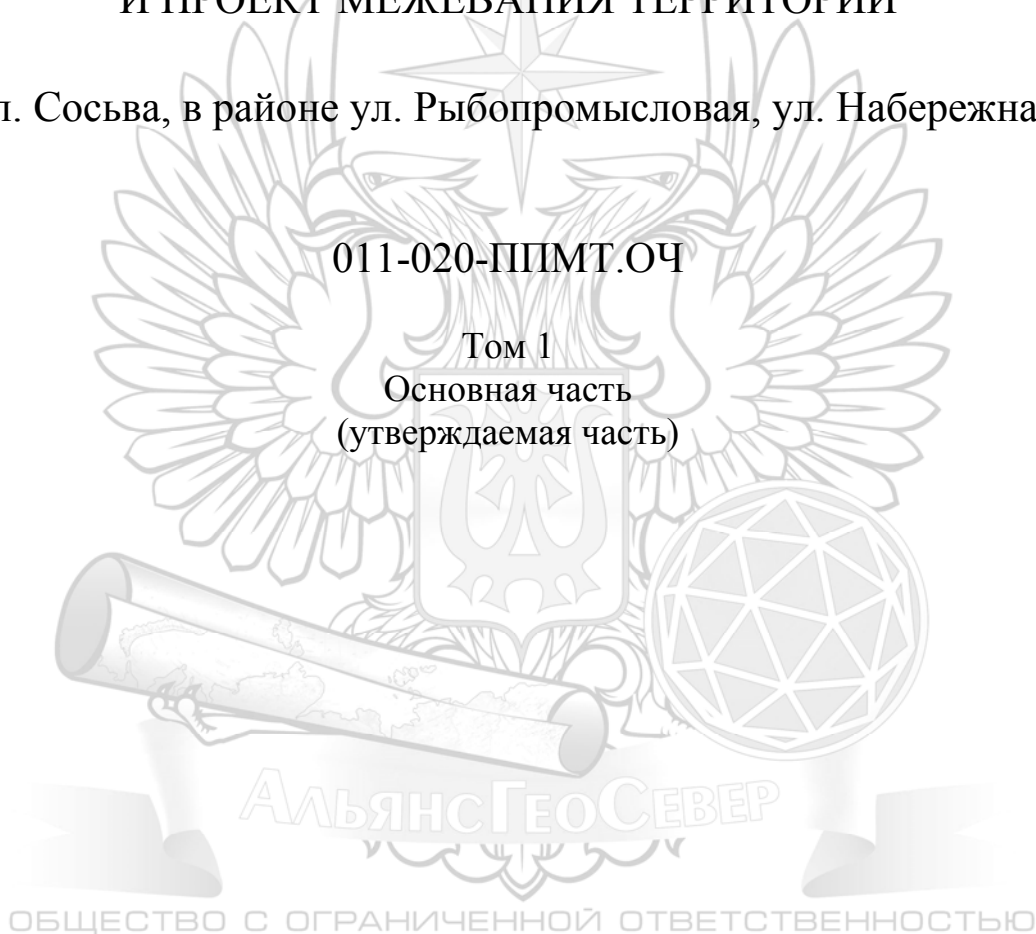 И ПРОЕКТ МЕЖЕВАНИЯ ТЕРРИТОРИИ
п. Сосьва, в районе ул. Рыбопромысловая, ул. Набережна
011-020-ППМТ.ОЧ
Том 1
Основная часть
(утверждаемая часть)
АльянсГеоСевер
ОБЩЕСТВО С ОГРАНИЧЕННОЙ ОТВЕТСТВЕННОСТЬЮ